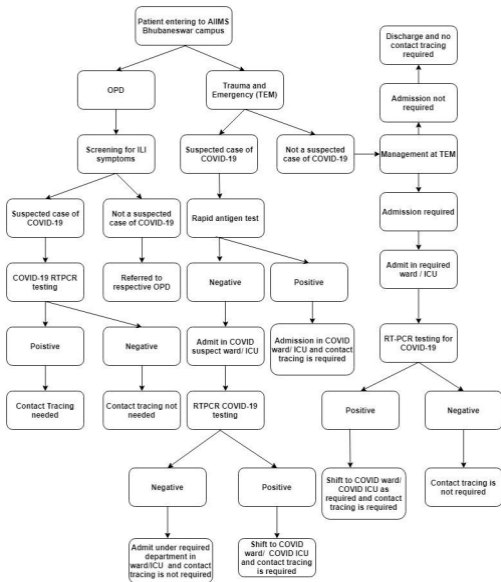 Patient entering to AIIMS
Bhubaneswar campus
Discharge and no
contact tracing
required
OPD
Trauma and
Emergency (TEM)
Admission not
required
Screening for ILI
symptoms
Suspected case of
COVID-19
Not a suspected
case of COVID-19
Management at TEM
Suspected case of
COVID-19
Not a suspected
case of COVID-19
Rapid antigen test
Admission required
COVID-19 RTPCR
testing
Referred to
respective OPD
Negative
Positive
Admit in required
ward / ICU
Poistive
Negative
Admit in COVID
suspect ward/ ICU
Admission in COVID
ward/ ICU and contact
tracing is required
RT-PCR testing for
COVID-19
Contact Tracing
needed
Contact tracing not
needed
RTPCR COVID-19
testing
Positive
Negative
Negative
Positive
Shift to COVID ward/
COVID ICU as
required and contact
tracing is required
Contact tracing is
not required
Admit under required
department in
ward/ICU and contact
tracing is not required
Shift to COVID
ward/ COVID ICU
and contact tracing
is required